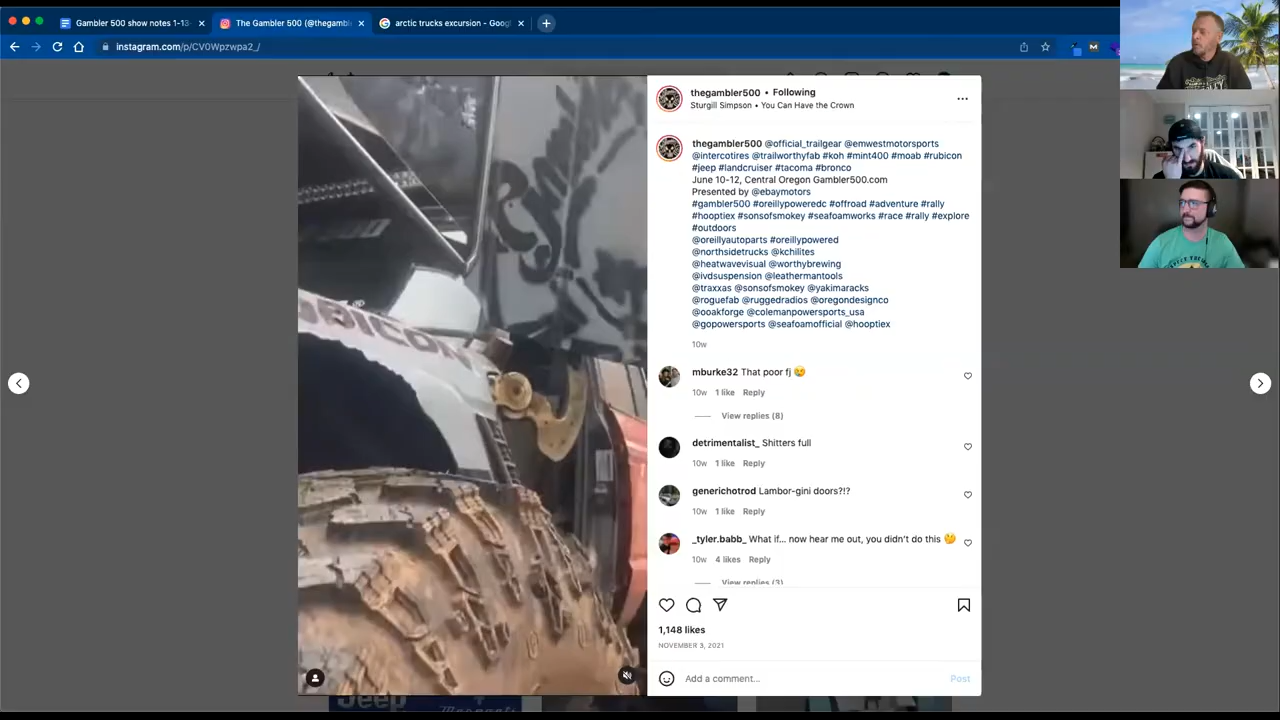 Gambler 500 show notes 1-13-
The Gambler 500 (@thegambl
arctic trucks excursion - Goog
instagram.com/p/CV0Wpzwpa2_/
thegambler500 • Following
Sturgill Simpson • You Can Have the Crown
thegambler500 @official_trailgear @emwestmotorsports
@intercotires @trailworthyfab #koh #mint400 #moab #rubicon
#jeep #landcruiser #tacoma #bronco
June 10-12, Central Oregon Gambler500.com
Presented by @ebaymotors
#gambler500 #oreillypoweredc #offroad #adventure #rally
#hooptiex #sonsofsmokey #seafoamworks #race #rally #explore
#outdoors
@oreillyautoparts #oreillypowered
@northsidetrucks @kchilites
@heatwavevisual @worthybrewing
@ivdsuspension @leathermantools
@traxxas @sonsofsmokey @yakimaracks
@roguefab @ruggedradios @oregondesignco
@ooakforge @colemanpowersports_usa
@gopowersports @seafoamofficial @hooptiex
10w
mburke32 That poor fj 😢
10w 1 like Reply
View replies (8)
detrimentalist_ Shitters full
10w 1 like Reply
generichotrod Lambor-gini doors?!?
10w 1 like Reply
_tyler.babb_ What if... now hear me out, you didn't do this 🤔
10w 4 likes Reply
View replies (3)
1,148 likes
NOVEMBER 3, 2021
Add a comment...
Post
Jeep